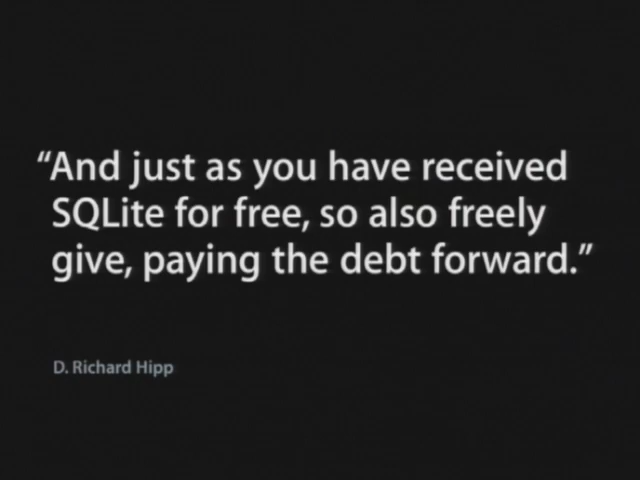 “And just as you have received
SQLite for free, so also freely
give, paying the debt forward.”
D. Richard Hipp